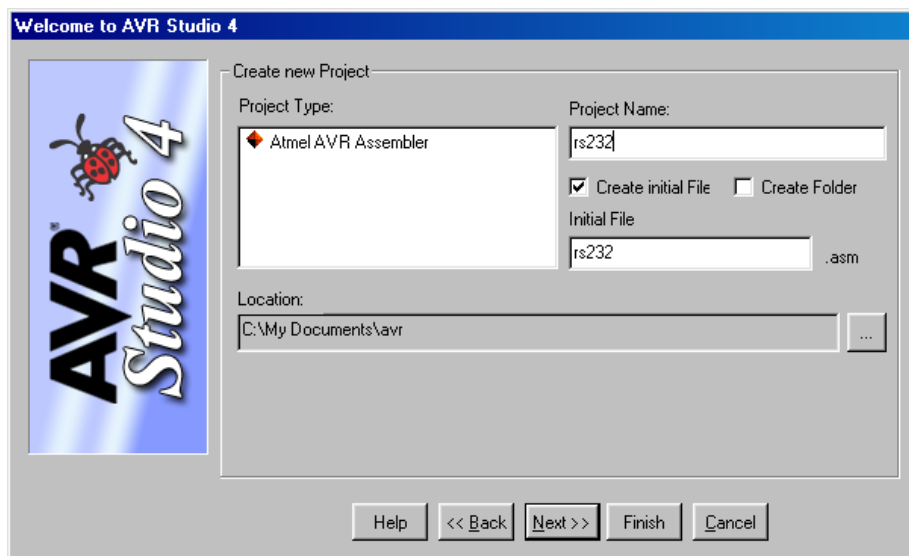 Welcome to AVR Studio 4
AVR® Studio 4
Create new Project
Project Type:
Atmel AVR Assembler
Project Name:
rs232
Create initial File
Create Folder
Initial File
rs232
.asm
Location:
C:\My Documents\avr
...
Help
<< Back
Next >>
Finish
Cancel